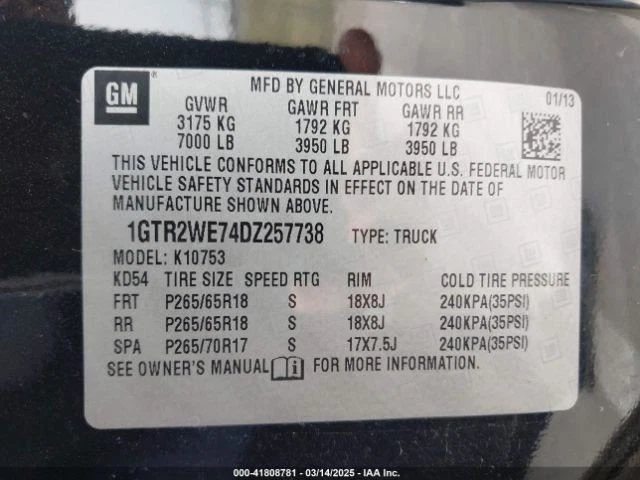 GM
MFD BY GENERAL MOTORS LLC
01/13
GVWR GAWR FRT GAWR RR
3175 KG 1792 KG 1792 KG
7000 LB 3950 LB 3950 LB
THIS VEHICLE CONFORMS TO ALL APPLICABLE U.S. FEDERAL MOTOR
VEHICLE SAFETY STANDARDS IN EFFECT ON THE DATE OF
MANUFACTURE SHOWN ABOVE.
1GTR2WE74DZ257738 TYPE: TRUCK
MODEL: K10753
KD54 TIRE SIZE SPEED RTG RIM COLD TIRE PRESSURE
FRT P265/65R18 S 18X8J 240KPA(35PSI)
RR P265/65R18 S 18X8J 240KPA(35PSI)
SPA P265/70R17 S 17X7.5J 240KPA(35PSI)
SEE OWNER'S MANUAL FOR MORE INFORMATION.
000-41808781 — 03/14/2025 — IAA Inc.